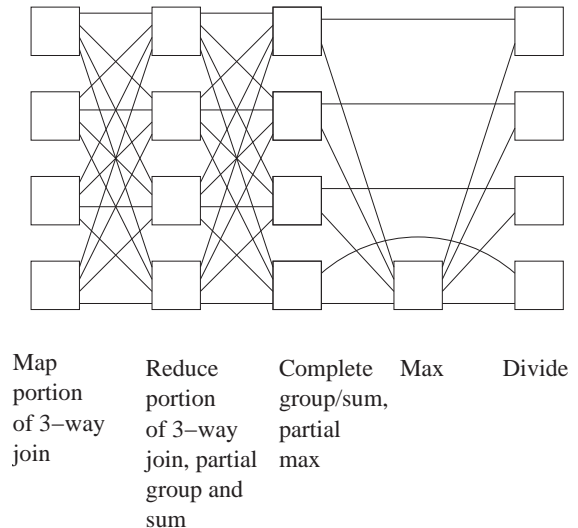 Map
portion
of 3–way
join
Reduce
portion
of 3–way
join, partial
group and
sum
Complete
group/sum,
partial
max
Max
Divide